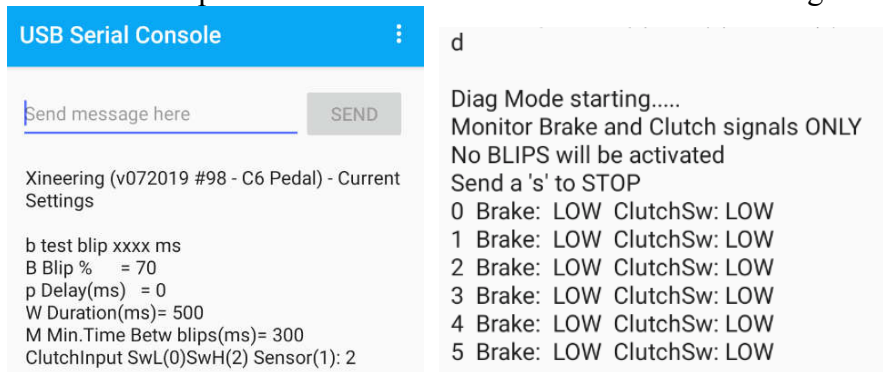 USB Serial Console
Send message here
SEND
Xineering (v072019 #98 - C6 Pedal) - Current
Settings
b test blip xxxx ms
B Blip % = 70
p Delay(ms) = 0
W Duration(ms)= 500
M Min.Time Betw blips(ms)= 300
ClutchInput SwL(0)SwH(2) Sensor(1): 2
d
Diag Mode starting.....
Monitor Brake and Clutch signals ONLY
No BLIPS will be activated
Send a 's' to STOP
0 Brake: LOW ClutchSw: LOW
1 Brake: LOW ClutchSw: LOW
2 Brake: LOW ClutchSw: LOW
3 Brake: LOW ClutchSw: LOW
4 Brake: LOW ClutchSw: LOW
5 Brake: LOW ClutchSw: LOW